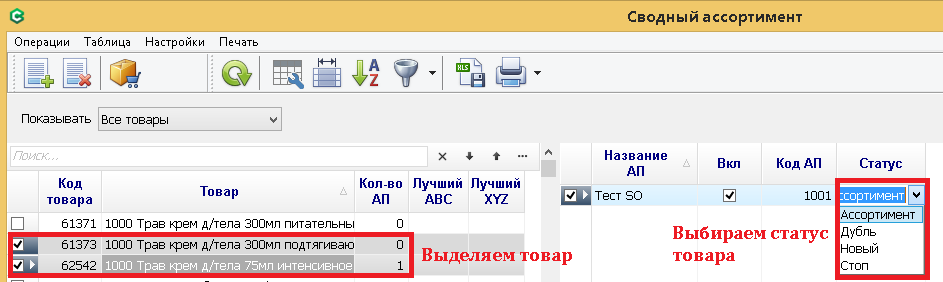 Сводный ассортимент
Операции Таблица Настройки Печать
XLS
Показывать Все товары
Поиск...
Код товара Товар Кол-во АП Лучший ABC Лучший XYZ
61371 1000 Трав крем д/тела 300мл питательны 0
61373 1000 Трав крем д/тела 300мл подтягиваю 0
62542 1000 Трав крем д/тела 75мл интенсивное 1
Выделяем товар
Название АП Вкл Код АП Статус
Тест SO 1001 ссортимент
Ассортимент
Дубль
Новый
Стоп
Выбираем статус
товара